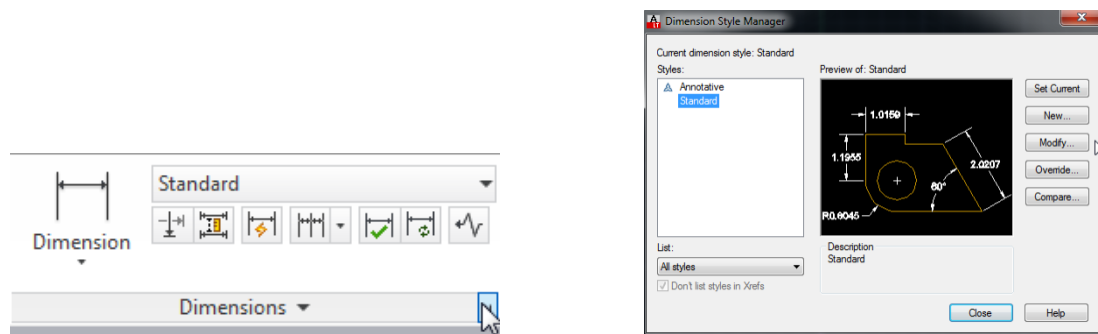 Standard
Dimension
Dimensions
Dimension Style Manager
Current dimension style: Standard
Styles:
Annotative
Standard
Preview of: Standard
1.0159
1.1955
2.0207
60°
R0.6045
Set Current
New...
Modify...
Override...
Compare...
List:
All styles
Don't list styles in Xrefs
Description
Standard
Close
Help